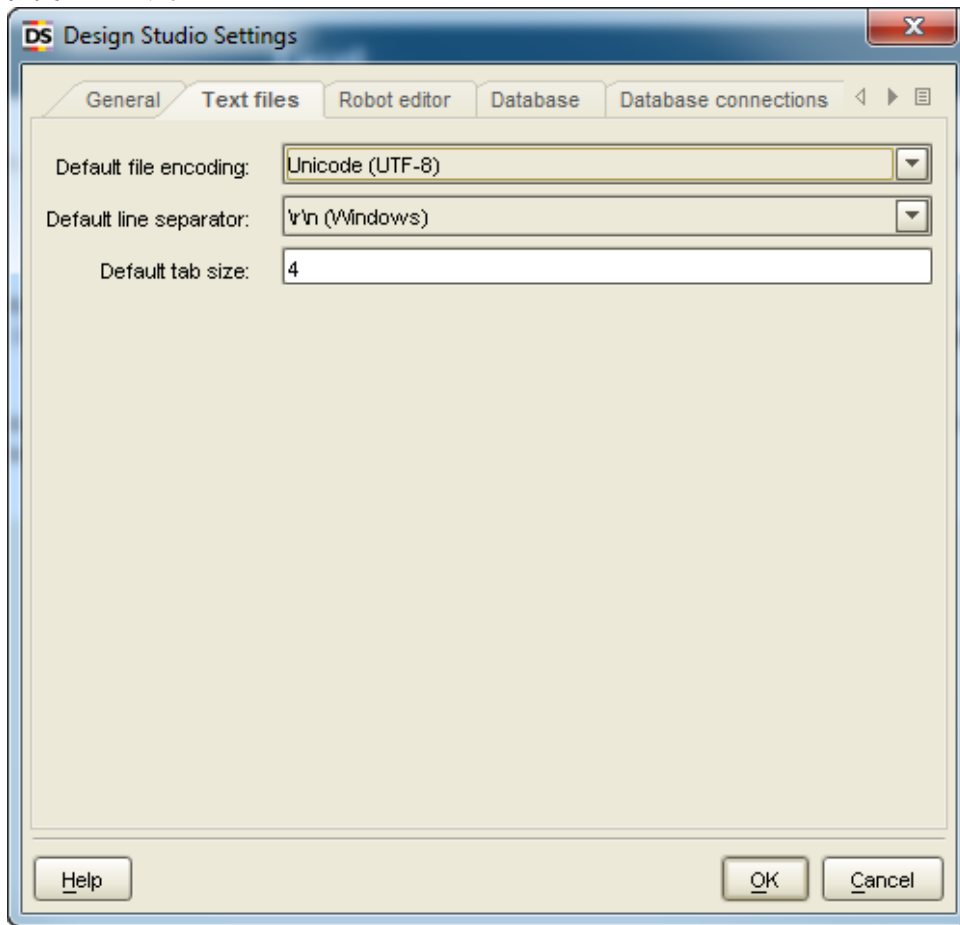 DS Design Studio Settings
General Text files Robot editor Database Database connections
Default file encoding: Unicode (UTF-8)
Default line separator: \r\n (Windows)
Default tab size: 4
Help OK Cancel